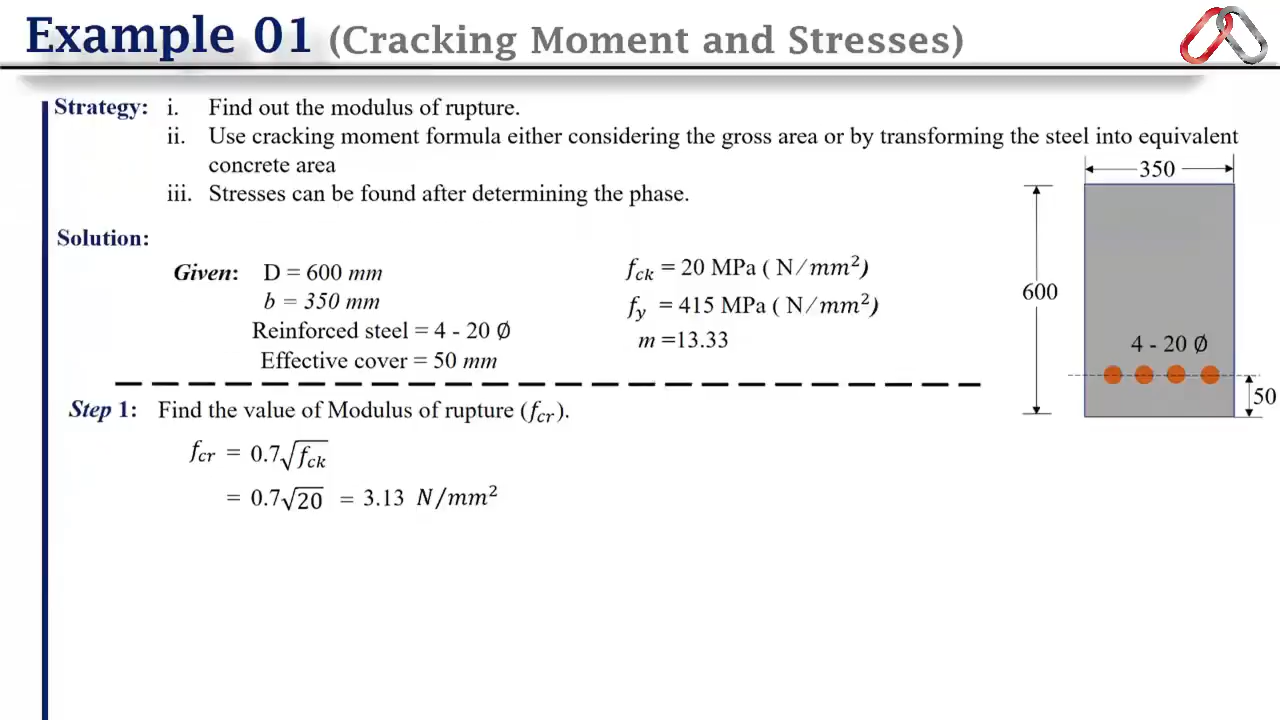 Example 01 (Cracking Moment and Stresses)
Strategy: i. Find out the modulus of rupture.
ii. Use cracking moment formula either considering the gross area or by transforming the steel into equivalent
concrete area
iii. Stresses can be found after determining the phase.
Solution:
Given: D = 600 mm
b = 350 mm
Reinforced steel = 4 - 20 Ø
Effective cover = 50 mm
f_ck = 20 MPa ( N/mm²)
f_y = 415 MPa ( N/mm²)
m =13.33
350
600
4 - 20 Ø
50
Step 1: Find the value of Modulus of rupture (f_cr).
f_cr = 0.7√f_ck
= 0.7√20 = 3.13 N/mm²